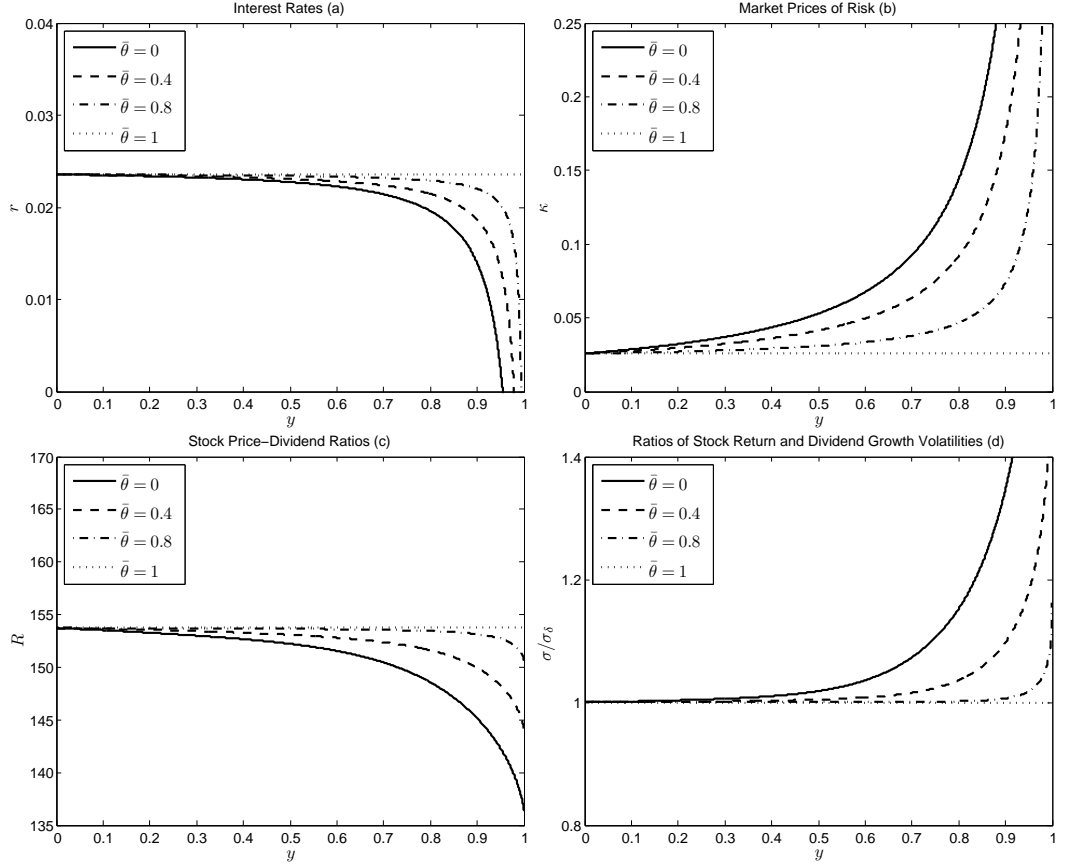 Interest Rates (a)
0.04
0.03
0.02
0.01
0
r
θ̄ = 0
θ̄ = 0.4
θ̄ = 0.8
θ̄ = 1
0 0.1 0.2 0.3 0.4 0.5 0.6 0.7 0.8 0.9 1
y
Market Prices of Risk (b)
0.25
0.2
0.15
0.1
0.05
0
κ
θ̄ = 0
θ̄ = 0.4
θ̄ = 0.8
θ̄ = 1
0 0.1 0.2 0.3 0.4 0.5 0.6 0.7 0.8 0.9 1
y
Stock Price−Dividend Ratios (c)
170
165
160
155
150
145
140
135
R
θ̄ = 0
θ̄ = 0.4
θ̄ = 0.8
θ̄ = 1
0 0.1 0.2 0.3 0.4 0.5 0.6 0.7 0.8 0.9 1
y
Ratios of Stock Return and Dividend Growth Volatilities (d)
1.4
1.2
1
0.8
σ/σδ
θ̄ = 0
θ̄ = 0.4
θ̄ = 0.8
θ̄ = 1
0 0.1 0.2 0.3 0.4 0.5 0.6 0.7 0.8 0.9 1
y